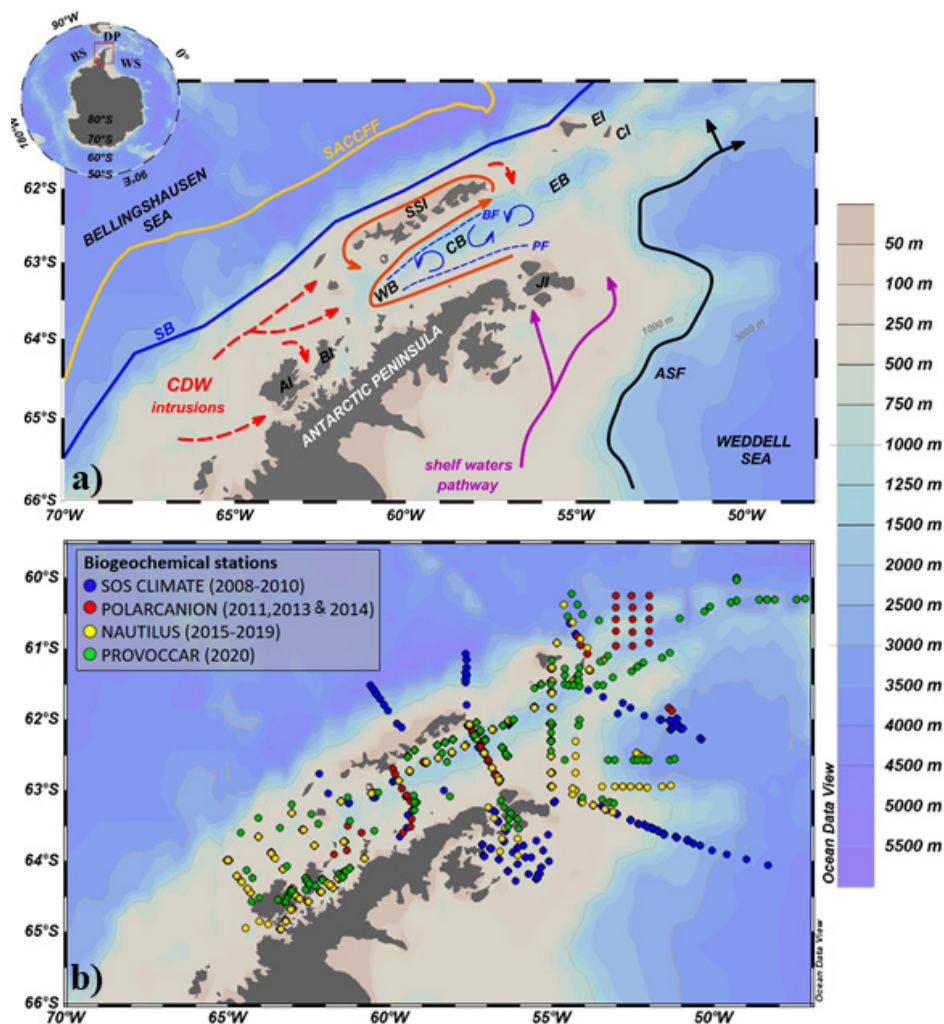 90°W
DP
BS
WS
0°
80°S
70°S
60°S
50°S
180°W
90°E
SACCFF
BELLINGSHAUSEN
SEA
EI
CI
EB
SSI
BF
CB
PF
WB
JI
SB
CDW
intrusions
BI
AI
ANTARCTIC PENINSULA
1000 m
3000 m
ASF
WEDDELL
SEA
shelf waters
pathway
62°S
63°S
64°S
65°S
66°S
a)
70°W
65°W
60°W
55°W
50°W
Biogeochemical stations
SOS CLIMATE (2008-2010)
POLARCANION (2011,2013 & 2014)
NAUTILUS (2015-2019)
PROVOCCAR (2020)
60°S
61°S
62°S
63°S
64°S
65°S
66°S
b)
70°W
65°W
60°W
55°W
50°W
Ocean Data View
Ocean Data View
50 m
100 m
250 m
500 m
750 m
1000 m
1250 m
1500 m
2000 m
2500 m
3000 m
3500 m
4000 m
4500 m
5000 m
5500 m